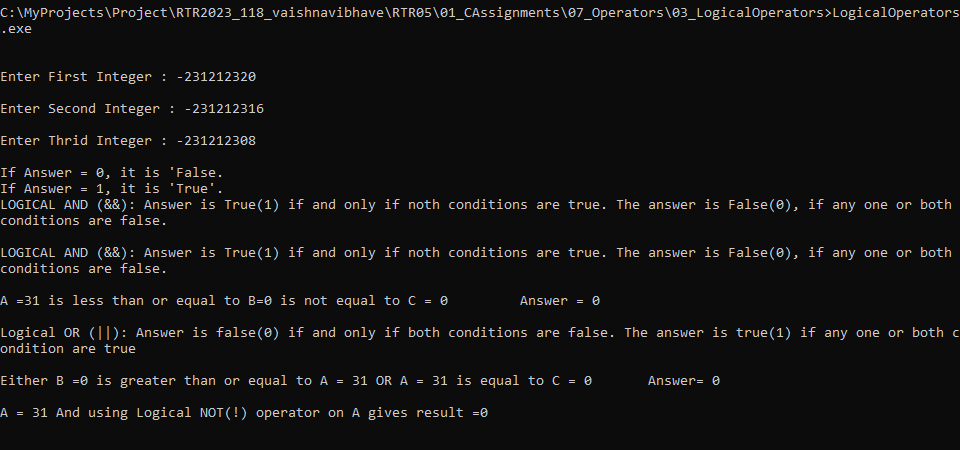 C:\MyProjects\Project\RTR2023_118_vaishnavibhave\RTR05\01_CAssignments\07_Operators\03_LogicalOperators>LogicalOperators
.exe
Enter First Integer : -231212320
Enter Second Integer : -231212316
Enter Thrid Integer : -231212308
If Answer = 0, it is 'False.
If Answer = 1, it is 'True'.
LOGICAL AND (&&): Answer is True(1) if and only if noth conditions are true. The answer is False(0), if any one or both
conditions are false.
LOGICAL AND (&&): Answer is True(1) if and only if noth conditions are true. The answer is False(0), if any one or both
conditions are false.
A =31 is less than or equal to B=0 is not equal to C = 0         Answer = 0
Logical OR (||): Answer is false(0) if and only if both conditions are false. The answer is true(1) if any one or both c
ondition are true
Either B =0 is greater than or equal to A = 31 OR A = 31 is equal to C = 0       Answer= 0
A = 31 And using Logical NOT(!) operator on A gives result =0